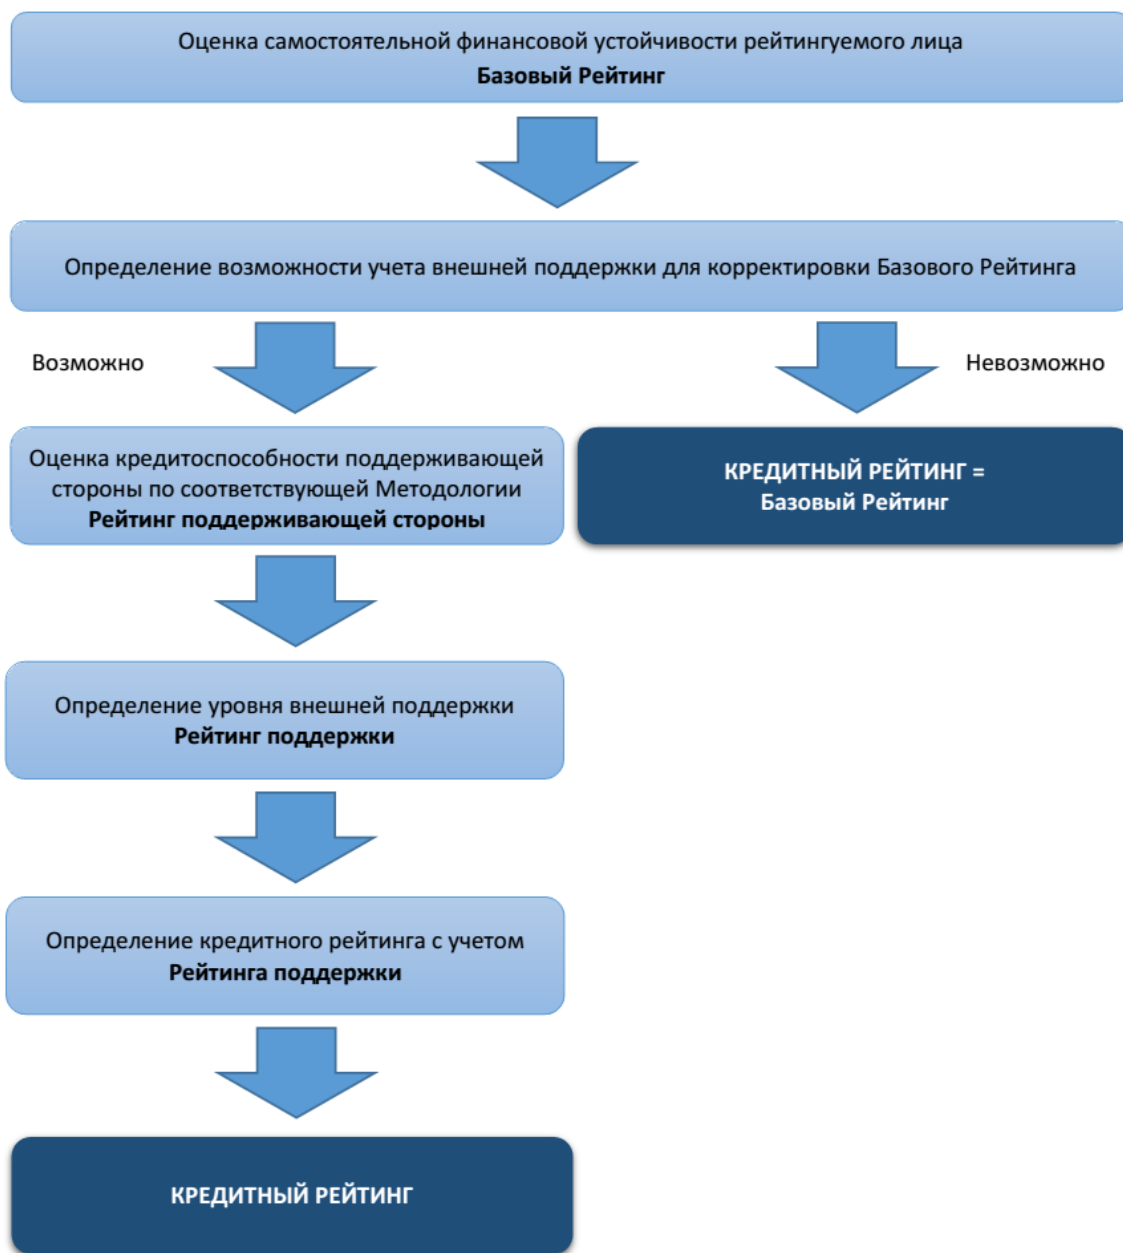 Оценка самостоятельной финансовой устойчивости рейтингуемого лица
Базовый Рейтинг
Определение возможности учета внешней поддержки для корректировки Базового Рейтинга
Возможно
Невозможно
Оценка кредитоспособности поддерживающей
стороны по соответствующей Методологии
Рейтинг поддерживающей стороны
КРЕДИТНЫЙ РЕЙТИНГ =
Базовый Рейтинг
Определение уровня внешней поддержки
Рейтинг поддержки
Определение кредитного рейтинга с учетом
Рейтинга поддержки
КРЕДИТНЫЙ РЕЙТИНГ